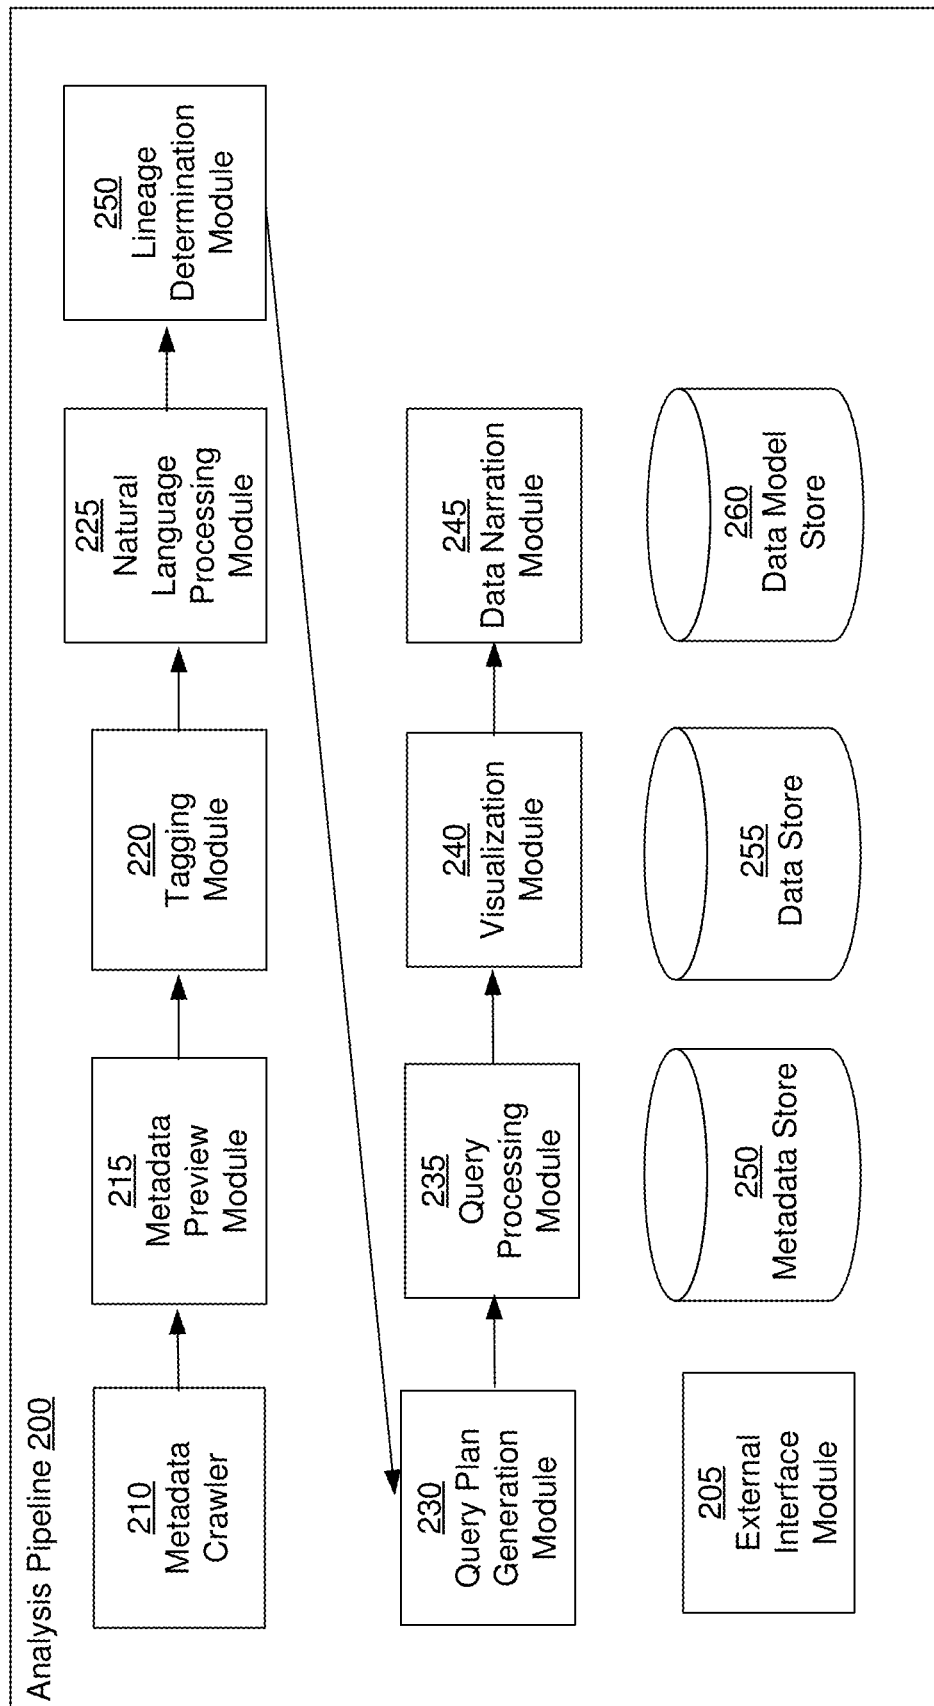 Analysis Pipeline 200
210
Metadata
Crawler
215
Metadata
Preview
Module
220
Tagging
Module
225
Natural
Language
Processing
Module
250
Lineage
Determination
Module
230
Query Plan
Generation
Module
235
Query
Processing
Module
240
Visualization
Module
245
Data Narration
Module
205
External
Interface
Module
250
Metadata Store
255
Data Store
260
Data Model
Store